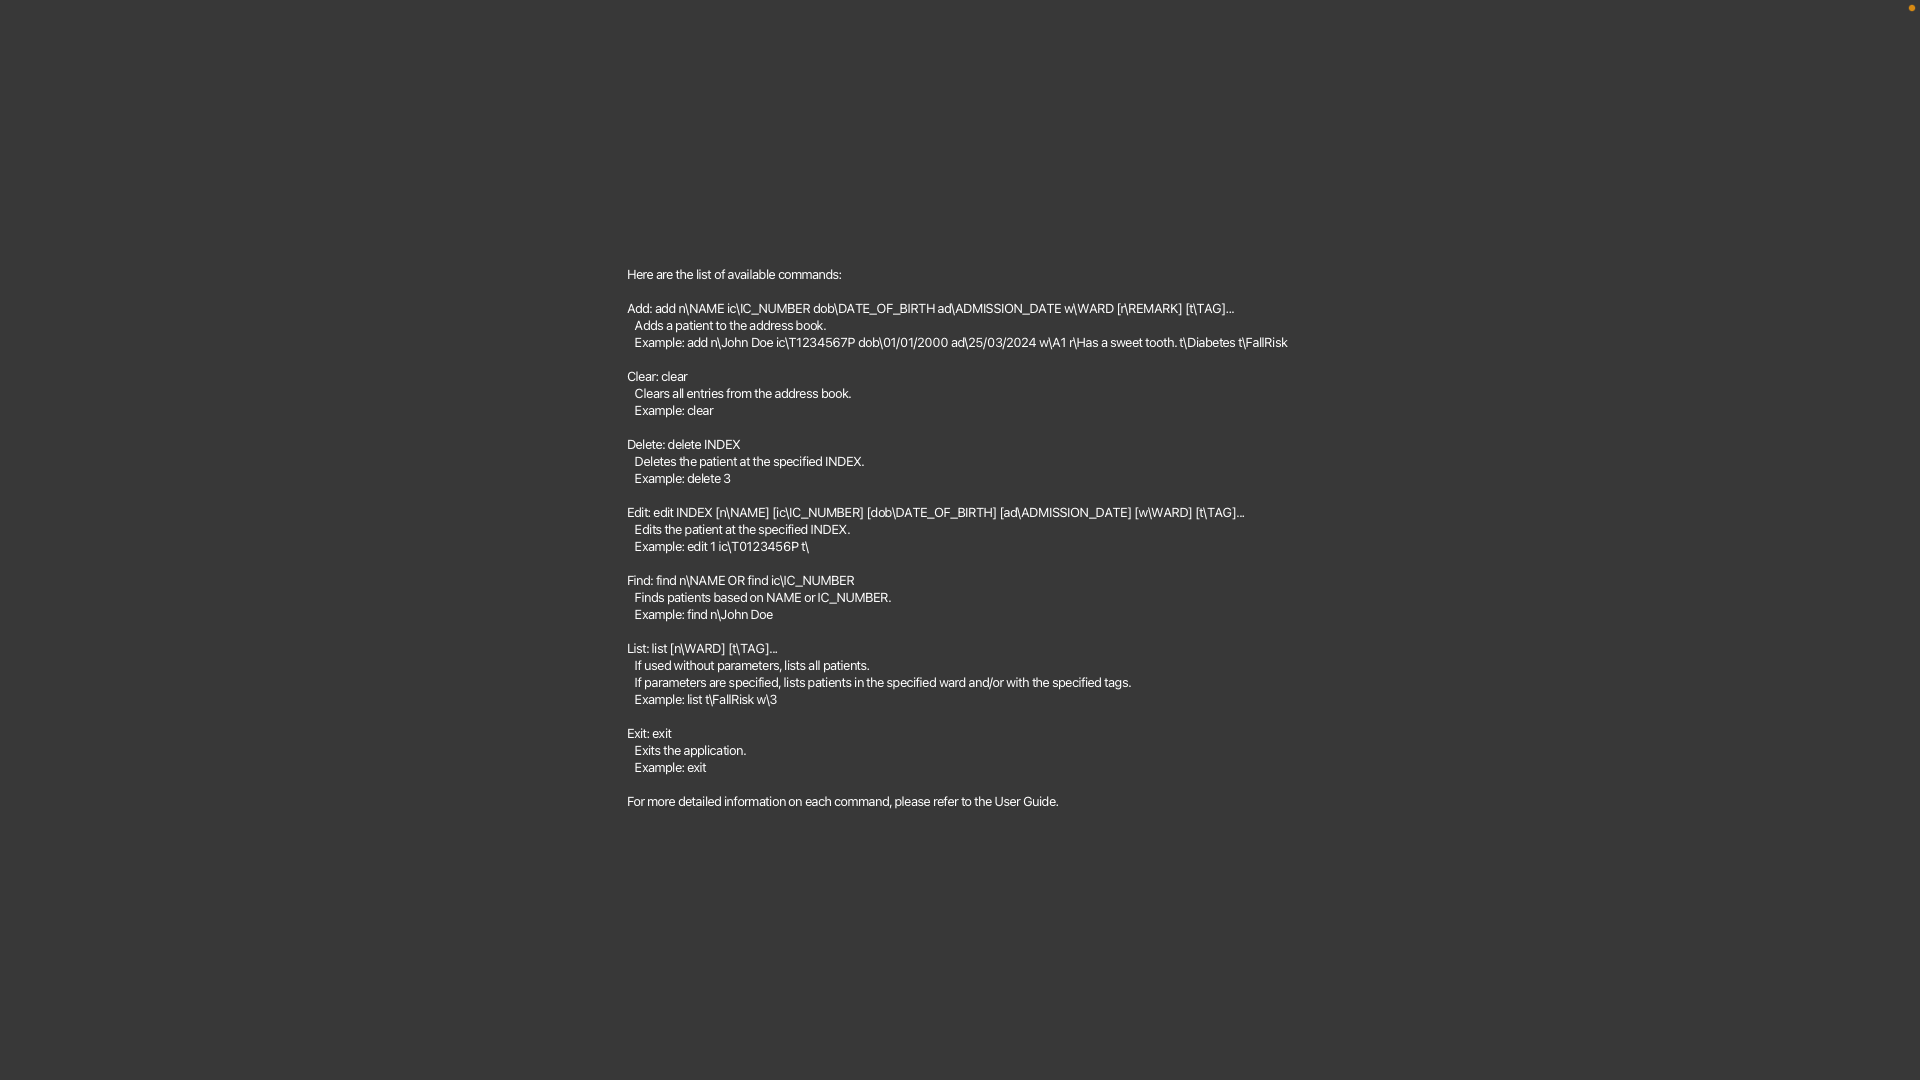 Here are the list of available commands:
Add: add n\NAME ic\IC_NUMBER dob\DATE_OF_BIRTH ad\ADMISSION_DATE w\WARD [r\REMARK] [t\TAG]...
Adds a patient to the address book.
Example: add n\John Doe ic\T1234567P dob\01/01/2000 ad\25/03/2024 w\A1 r\Has a sweet tooth. t\Diabetes t\FallRisk
Clear: clear
Clears all entries from the address book.
Example: clear
Delete: delete INDEX
Deletes the patient at the specified INDEX.
Example: delete 3
Edit: edit INDEX [n\NAME] [ic\IC_NUMBER] [dob\DATE_OF_BIRTH] [ad\ADMISSION_DATE] [w\WARD] [t\TAG]...
Edits the patient at the specified INDEX.
Example: edit 1 ic\T0123456P t\
Find: find n\NAME OR find ic\IC_NUMBER
Finds patients based on NAME or IC_NUMBER.
Example: find n\John Doe
List: list [n\WARD] [t\TAG]...
If used without parameters, lists all patients.
If parameters are specified, lists patients in the specified ward and/or with the specified tags.
Example: list t\FallRisk w\3
Exit: exit
Exits the application.
Example: exit
For more detailed information on each command, please refer to the User Guide.